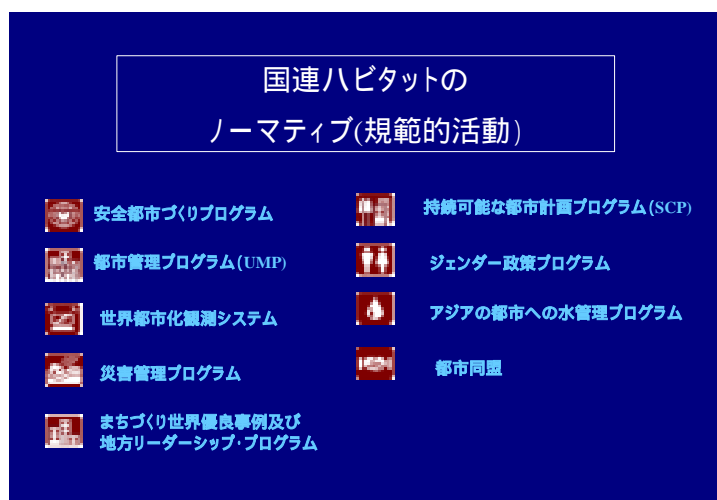 国連ハビタットの
ノーマティブ(規範的活動)
安全都市づくりプログラム
都市管理プログラム(UMP)
世界都市化観測システム
災害管理プログラム
まちづくり世界優良事例及び
地方リーダーシップ・プログラム
持続可能な都市計画プログラム(SCP)
ジェンダー政策プログラム
アジアの都市への水管理プログラム
都市同盟